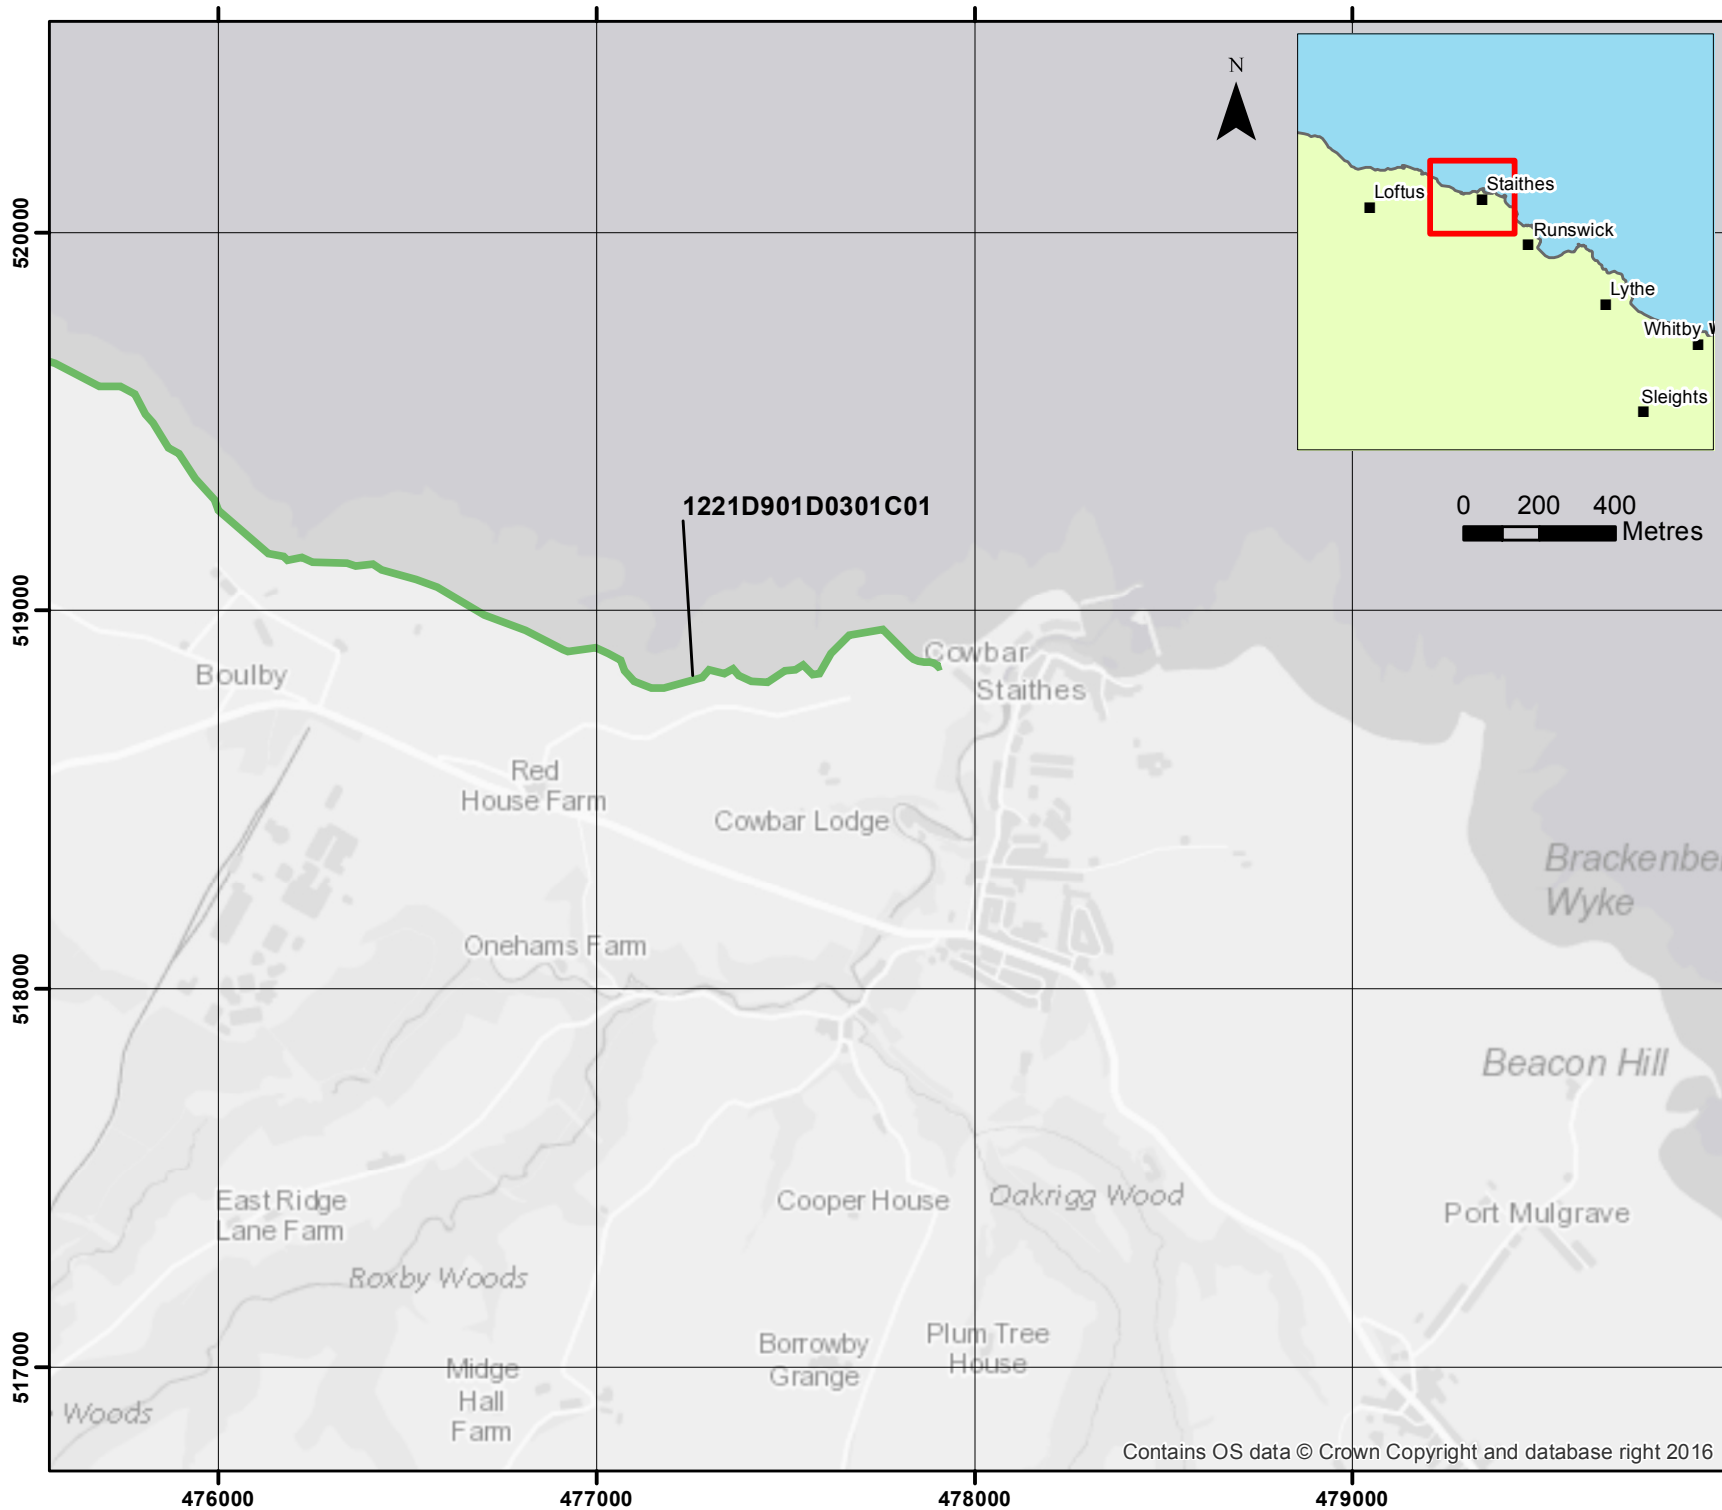 N
Loftus
Staithes
Runswick
Lythe
Whitby
Sleights
520000
519000
518000
517000
1221D901D0301C01
0 200 400
Metres
Cowbar
Staithes
Boulby
Red
House Farm
Cowbar Lodge
Brackenbe
Wyke
Onehams Farm
Beacon Hill
East Ridge
Lane Farm
Cooper House
Oakrigg Wood
Port Mulgrave
Roxby Woods
Borrowby
Grange
Plum Tree
House
Midge
Hall
Farm
Woods
Contains OS data © Crown Copyright and database right 2016
476000
477000
478000
479000